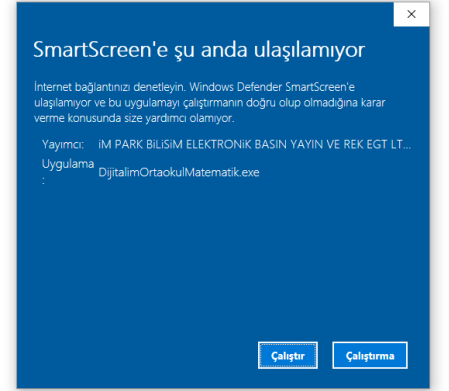 SmartScreen'e şu anda ulaşılamıyor
İnternet bağlantınızı denetleyin. Windows Defender SmartScreen'e
ulaşılamıyor ve bu uygulamayı çalıştırmanın doğru olup olmadığına karar
verme konusunda size yardımcı olamıyor.
Yayımcı: iM PARK BiLiSiM ELEKTRONiK BASIN YAYIN VE REK EGT LT...
Uygulama
: DijitalimOrtaokulMatematik.exe
Çalıştır Çalıştırma